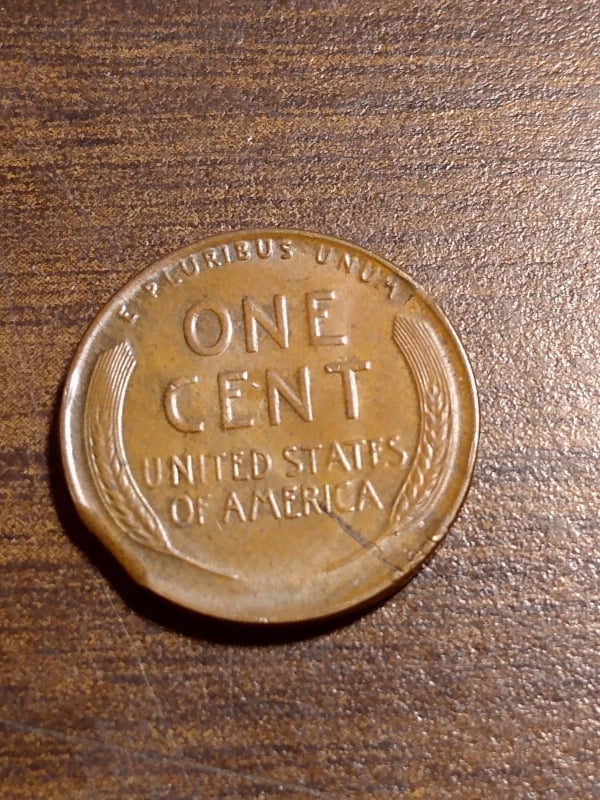 E PLURIBUS·UNUM
ONE
CENT
UNITED STATES
OF AMERICA